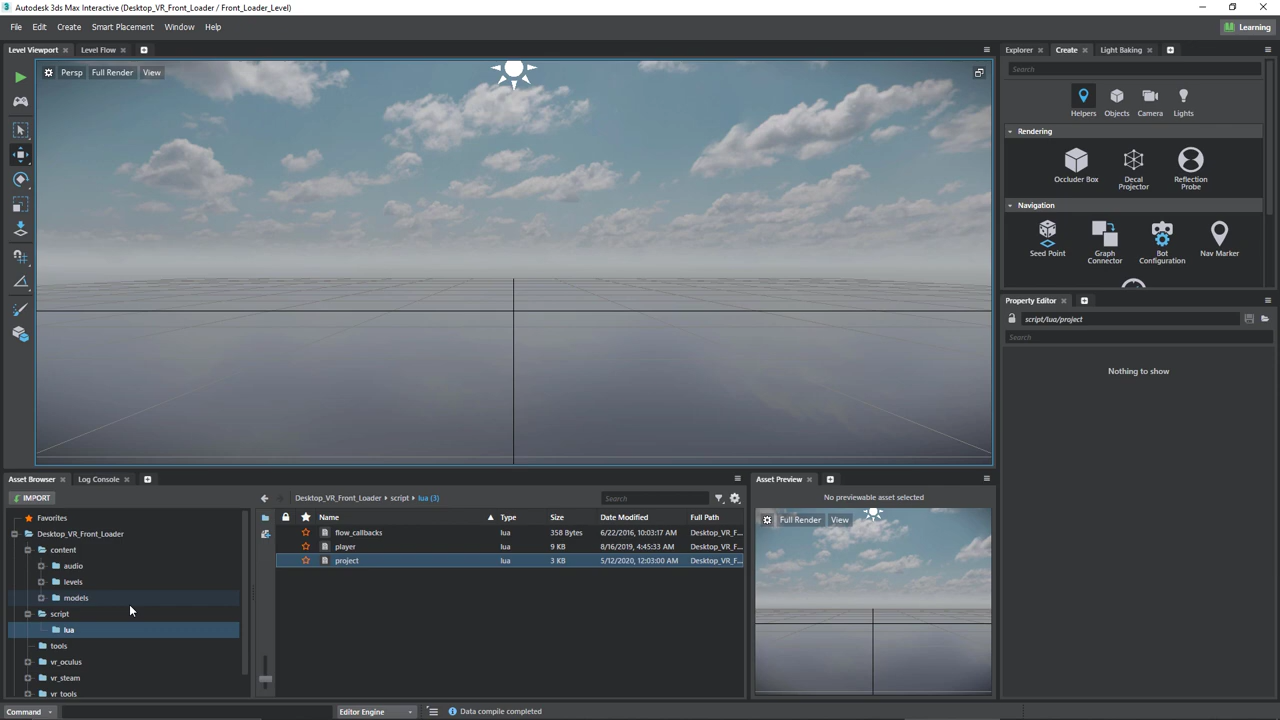 Autodesk 3ds Max Interactive (Desktop_VR_Front_Loader / Front_Loader_Level)
File Edit Create Smart Placement Window Help
Learning
Level Viewport Level Flow
Persp Full Render View
Explorer Create Light Baking
Search
Helpers Objects Camera Lights
Rendering
Occluder Box Decal Projector Reflection Probe
Navigation
Seed Point Graph Connector Bot Configuration Nav Marker
Property Editor
script/lua/project
Search
Nothing to show
Asset Browser Log Console
IMPORT
Favorites
Desktop_VR_Front_Loader
content
audio
levels
models
script
lua
tools
vr_oculus
vr_steam
vr_tools
Desktop_VR_Front_Loader script lua (3)
Search
Name Type Size Date Modified Full Path
flow_callbacks lua 358 Bytes 6/22/2016, 10:03:17 AM Desktop_VR_F...
player lua 9 KB 8/16/2019, 4:45:33 AM Desktop_VR_F...
project lua 3 KB 5/12/2020, 12:03:00 AM Desktop_VR_F...
Asset Preview
No previewable asset selected
Full Render View
Command
Editor Engine
Data compile completed